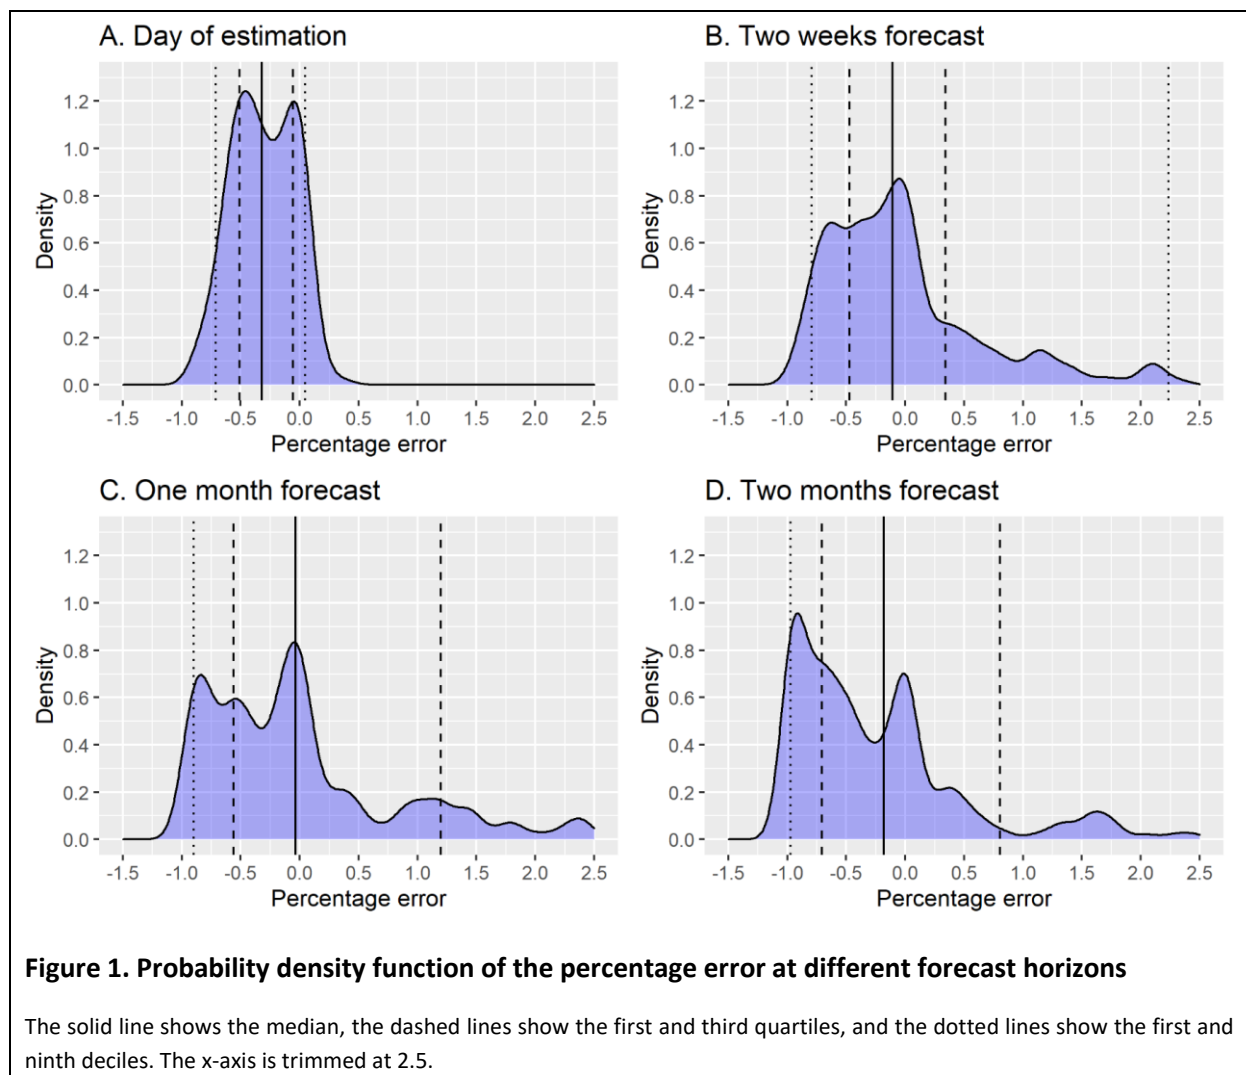 A. Day of estimation
1.2
1.0
0.8
0.6
0.4
0.2
0.0
Density
-1.5 -1.0 -0.5 0.0 0.5 1.0 1.5 2.0 2.5
Percentage error
B. Two weeks forecast
1.2
1.0
0.8
0.6
0.4
0.2
0.0
Density
-1.5 -1.0 -0.5 0.0 0.5 1.0 1.5 2.0 2.5
Percentage error
C. One month forecast
1.2
1.0
0.8
0.6
0.4
0.2
0.0
Density
-1.5 -1.0 -0.5 0.0 0.5 1.0 1.5 2.0 2.5
Percentage error
D. Two months forecast
1.2
1.0
0.8
0.6
0.4
0.2
0.0
Density
-1.5 -1.0 -0.5 0.0 0.5 1.0 1.5 2.0 2.5
Percentage error
Figure 1. Probability density function of the percentage error at different forecast horizons
The solid line shows the median, the dashed lines show the first and third quartiles, and the dotted lines show the first and
ninth deciles. The x-axis is trimmed at 2.5.